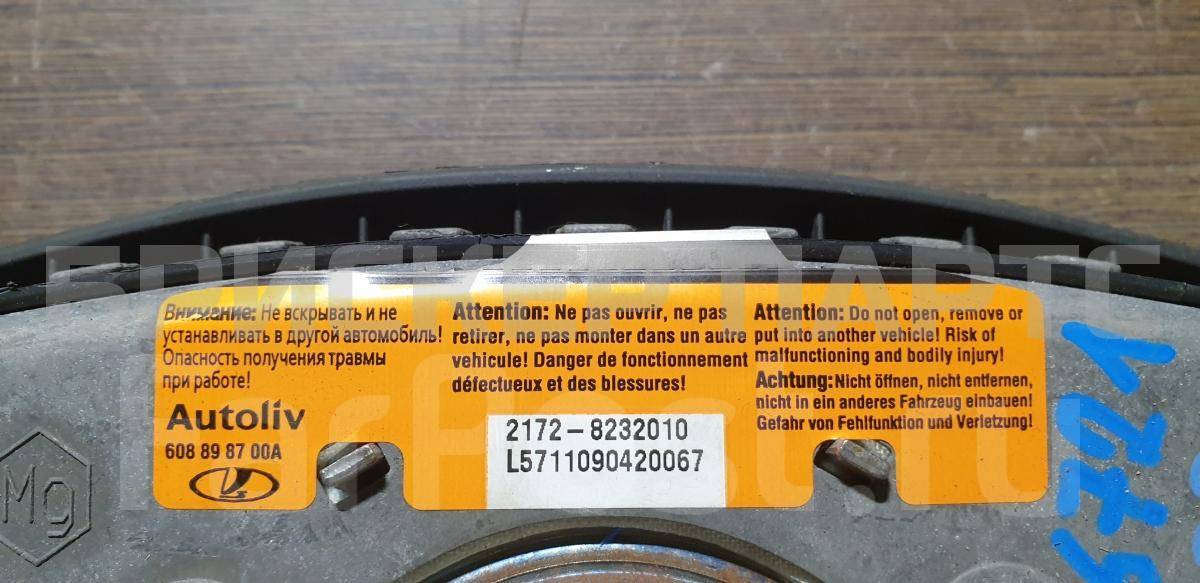 Внимание: Не вскрывать и не
устанавливать в другой автомобиль!
Опасность получения травмы
при работе!
Autoliv
608 89 87 00A
Attention: Ne pas ouvrir, ne pas
retirer, ne pas monter dans un autre
vehicule! Danger de fonctionnement
défectueux et des blessures!
Attention: Do not open, remove or
put into another vehicle! Risk of
malfunctioning and bodily injury!
Achtung: Nicht öffnen, nicht entfernen,
nicht in ein anderes Fahrzeug einbauen!
Gefahr von Fehlfunktion und Verletzung!
2172-8232010
L5711090420067
Mg
5721